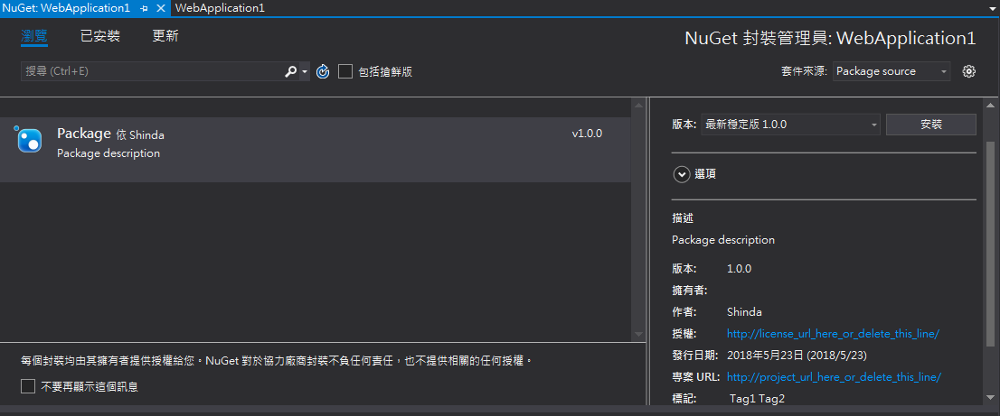 NuGet: WebApplication1 WebApplication1
瀏覽 已安裝 更新
NuGet 封裝管理員: WebApplication1
搜尋 (Ctrl+E) 包括搶鮮版
套件來源: Package source
Package 依 Shinda v1.0.0
Package description
版本: 最新穩定版 1.0.0 安裝
選項
描述
Package description
版本: 1.0.0
擁有者:
作者: Shinda
授權: http://license_url_here_or_delete_this_line/
發行日期: 2018年5月23日 (2018/5/23)
專案 URL: http://project_url_here_or_delete_this_line/
標記: Tag1 Tag2
每個封裝均由其擁有者提供授權給您。NuGet 對於協力廠商封裝不負任何責任，也不提供相關的任何授權。
不要再顯示這個訊息